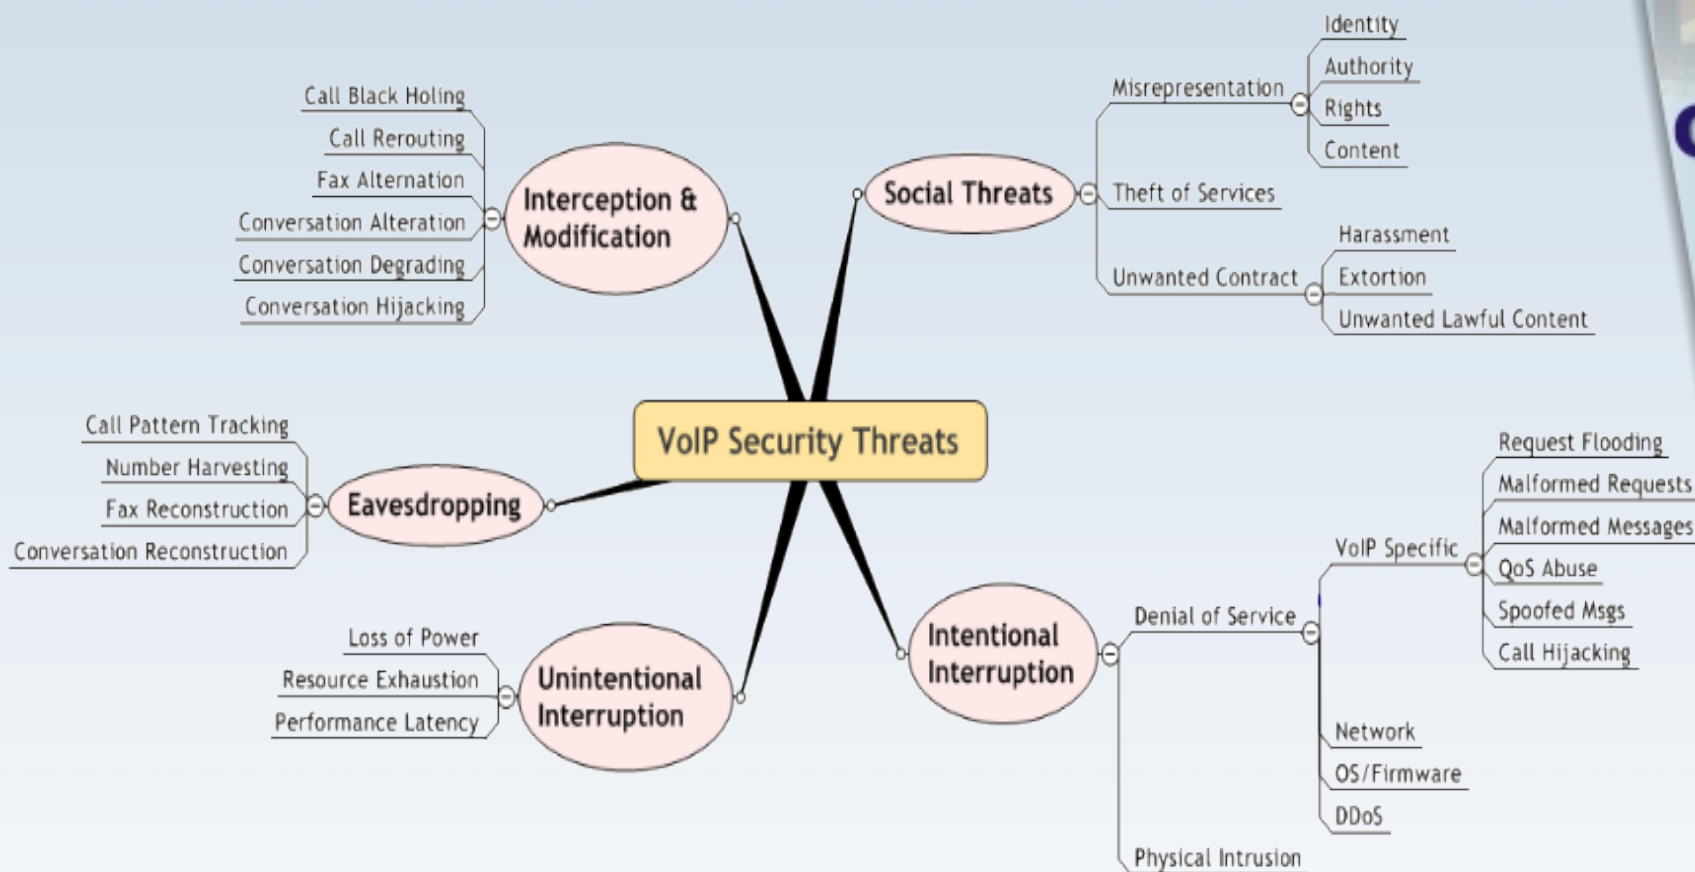 Call Black Holing
Call Rerouting
Fax Alternation
Conversation Alteration
Conversation Degrading
Conversation Hijacking
Interception &
Modification
Social Threats
Misrepresentation
Identity
Authority
Rights
Content
Theft of Services
Unwanted Contract
Harassment
Extortion
Unwanted Lawful Content
VoIP Security Threats
Call Pattern Tracking
Number Harvesting
Fax Reconstruction
Conversation Reconstruction
Eavesdropping
Loss of Power
Resource Exhaustion
Performance Latency
Unintentional
Interruption
Intentional
Interruption
Denial of Service
VoIP Specific
Request Flooding
Malformed Requests
Malformed Messages
QoS Abuse
Spoofed Msgs
Call Hijacking
Network
OS/Firmware
DDoS
Physical Intrusion